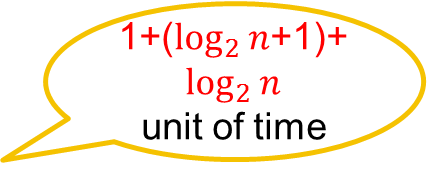 1+(log₂ n+1)+
log₂ n
unit of time